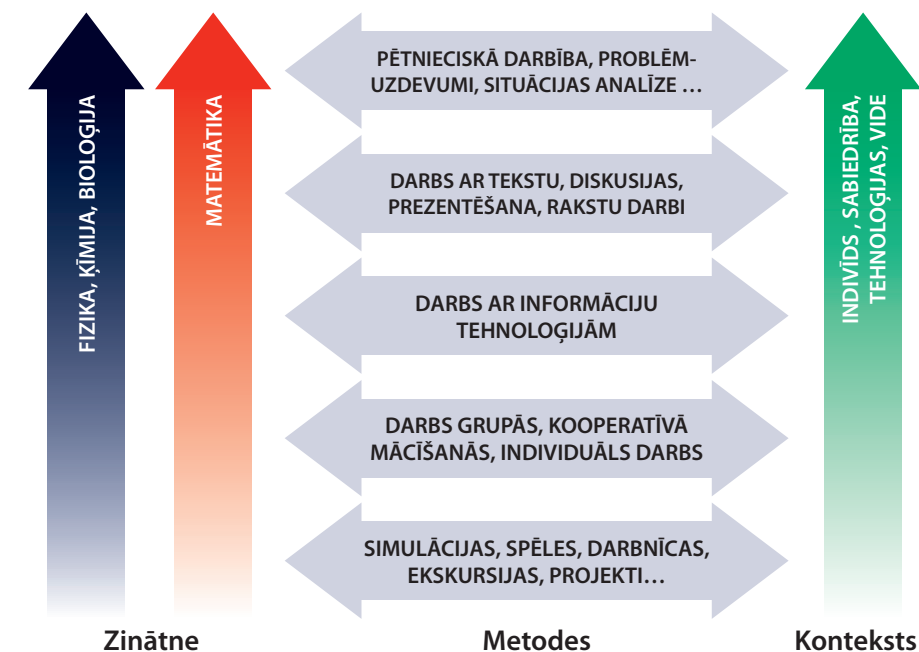 FIZIKA, ĶĪMIJA, BIOLOĢIJA
MATEMĀTIKA
PĒTNIECISKĀ DARBĪBA, PROBLĒM-
UZDEVUMI, SITUĀCIJAS ANALĪZE ...
DARBS AR TEKSTU, DISKUSIJAS,
PREZENTĒŠANA, RAKSTU DARBI
DARBS AR INFORMĀCIJU
TEHNOLOĢIJĀM
DARBS GRUPĀS, KOOPERATĪVĀ
MĀCĪŠANĀS, INDIVIDUĀLS DARBS
SIMULĀCIJAS, SPĒLES, DARBNĪCAS,
EKSKURSIJAS, PROJEKTI...
INDIVĪDS , SABIEDRĪBA,
TEHNOLOĢIJAS, VIDE
Zinātne
Metodes
Konteksts